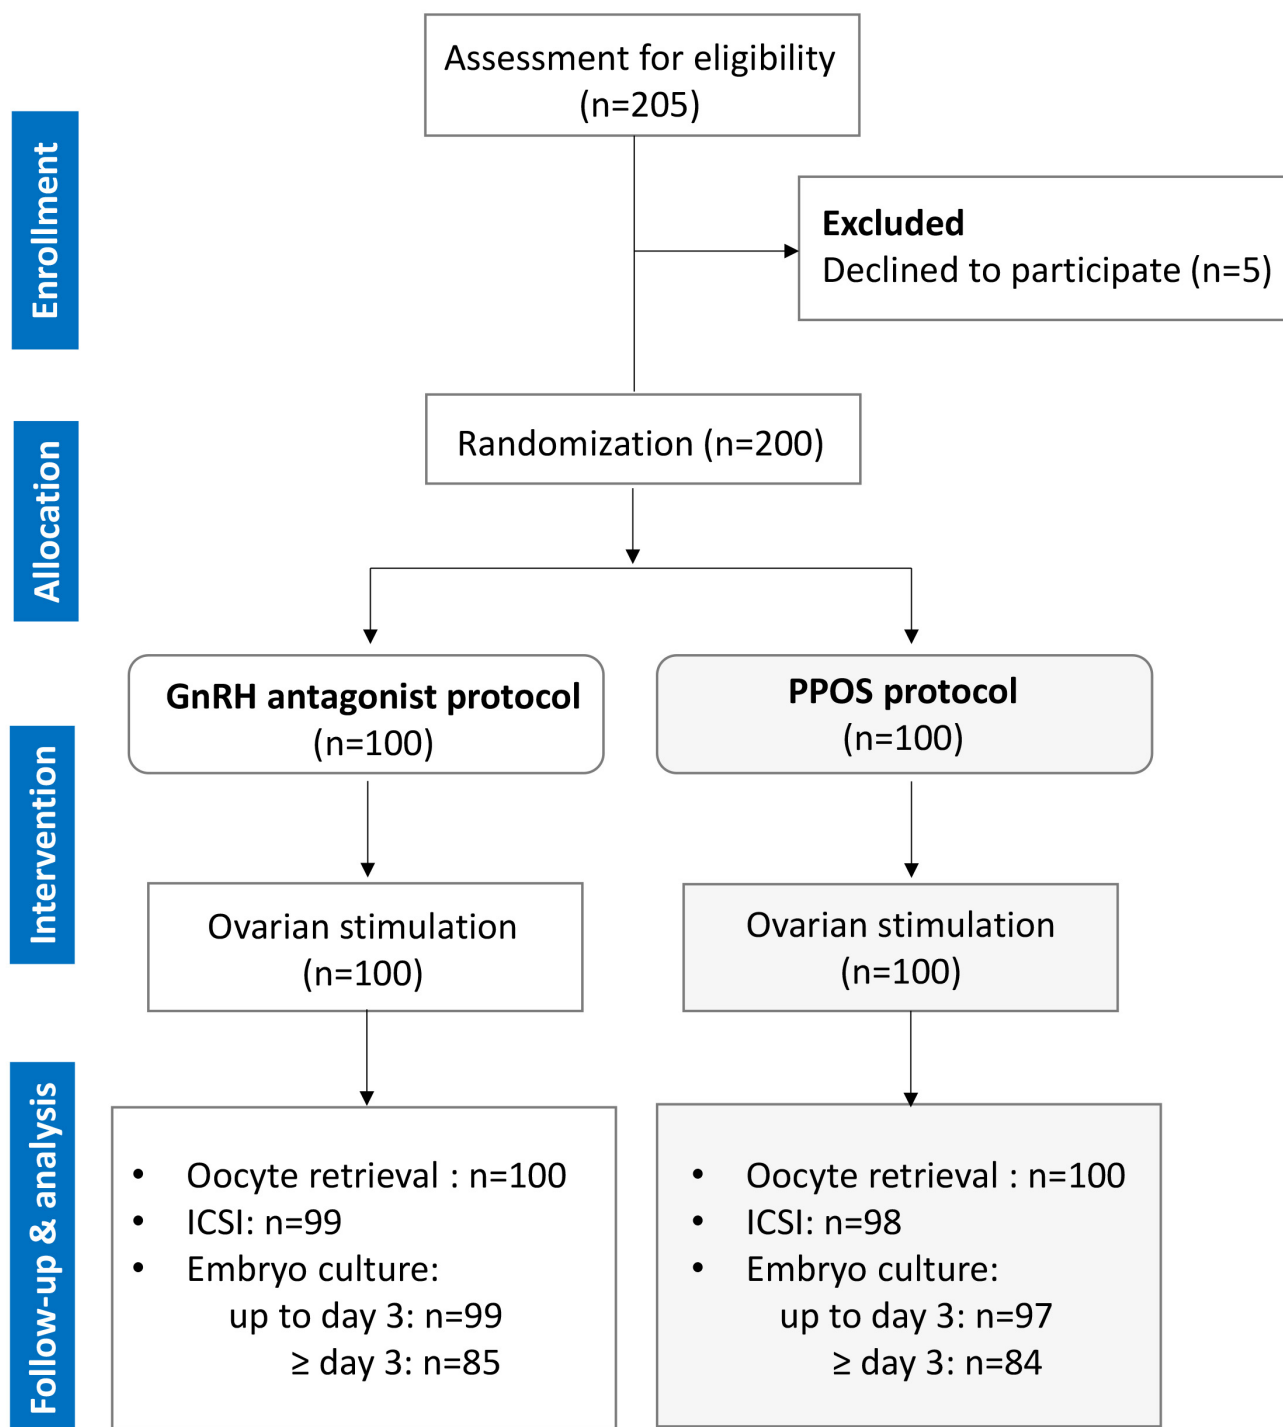 Assessment for eligibility
(n=205)
Enrollment
Excluded
Declined to participate (n=5)
Randomization (n=200)
Allocation
GnRH antagonist protocol
(n=100)
PPOS protocol
(n=100)
Intervention
Ovarian stimulation
(n=100)
Ovarian stimulation
(n=100)
Follow-up & analysis
• Oocyte retrieval : n=100
• ICSI: n=99
• Embryo culture:
up to day 3: n=99
≥ day 3: n=85
• Oocyte retrieval : n=100
• ICSI: n=98
• Embryo culture:
up to day 3: n=97
≥ day 3: n=84